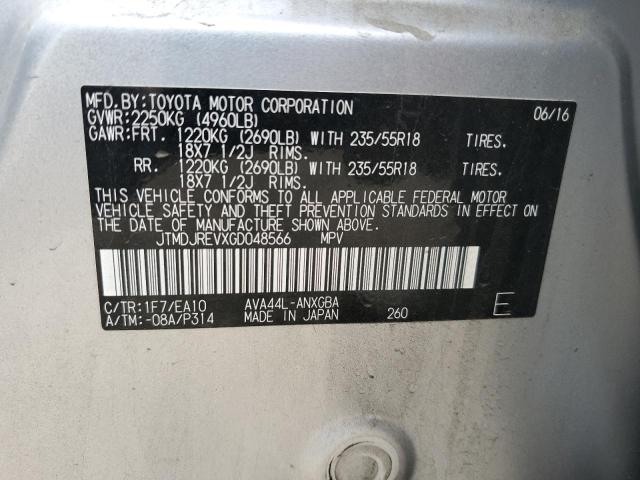 MFD.BY:TOYOTA MOTOR CORPORATION 06/16
GVWR:2250KG (4960LB)
GAWR:FRT. 1220KG (2690LB) WITH 235/55R18 TIRES.
18X7 1/2J RIMS.
RR. 1220KG (2690LB) WITH 235/55R18 TIRES.
18X7 1/2J RIMS.
THIS VEHICLE CONFORMS TO ALL APPLICABLE FEDERAL MOTOR
VEHICLE SAFETY AND THEFT PREVENTION STANDARDS IN EFFECT ON
THE DATE OF MANUFACTURE SHOWN ABOVE.
JTMDJREVXGD048566 MPV
C/TR:1F7/EA10 AVA44L-ANXGBA
A/TM:-08A/P314 MADE IN JAPAN 260 E